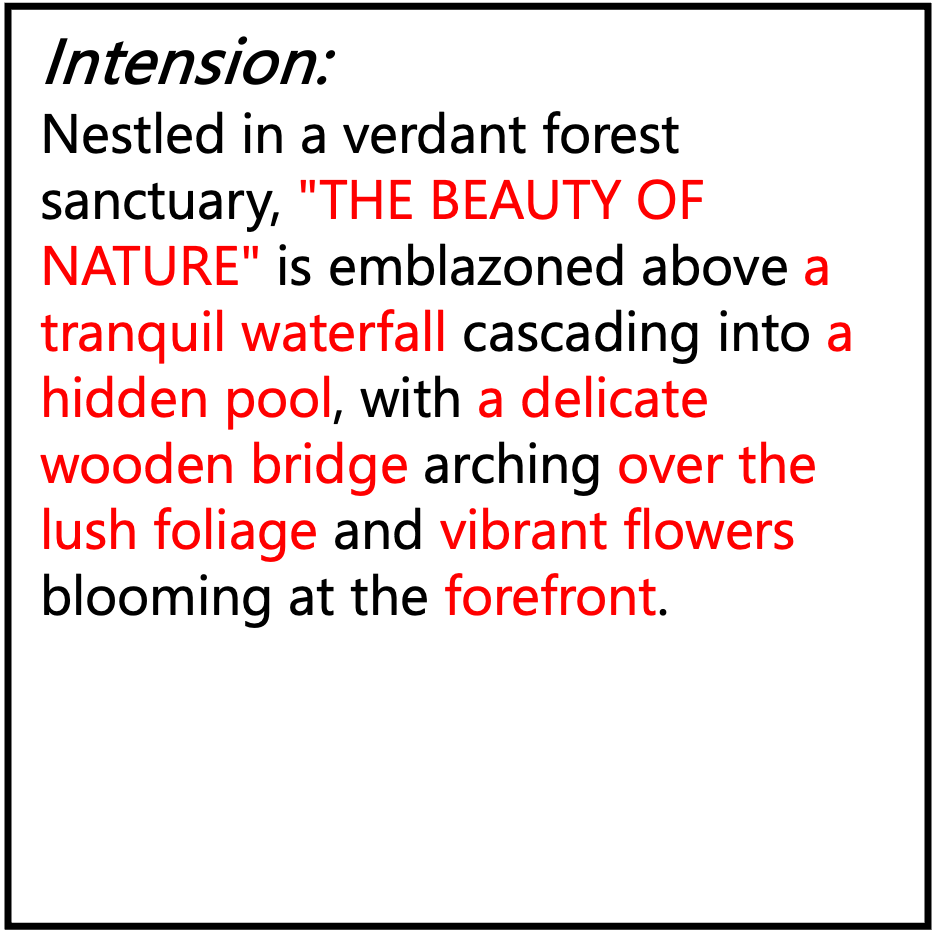 Intension:
Nestled in a verdant forest
sanctuary, "THE BEAUTY OF
NATURE" is emblazoned above a
tranquil waterfall cascading into a
hidden pool, with a delicate
wooden bridge arching over the
lush foliage and vibrant flowers
blooming at the forefront.